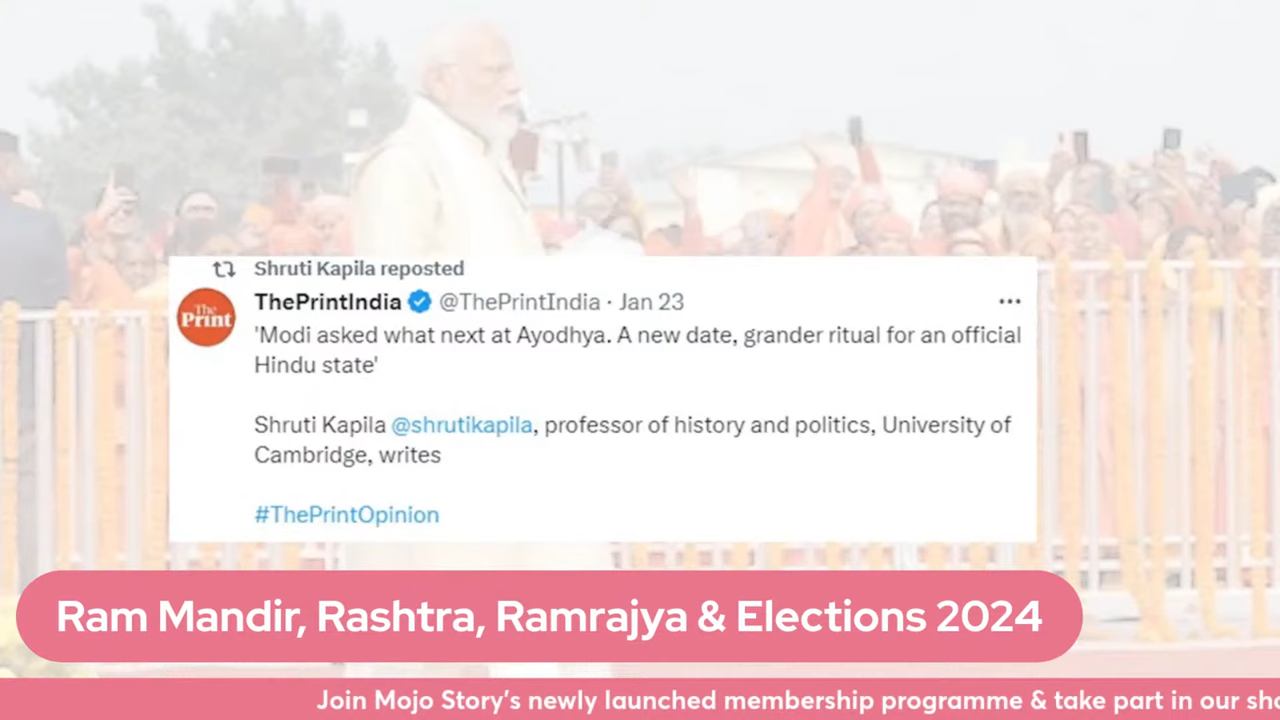 Shruti Kapila reposted
The Print
ThePrintIndia @ThePrintIndia · Jan 23
'Modi asked what next at Ayodhya. A new date, grander ritual for an official
Hindu state'
Shruti Kapila @shrutikapila, professor of history and politics, University of
Cambridge, writes
#ThePrintOpinion
Ram Mandir, Rashtra, Ramrajya & Elections 2024
Join Mojo Story's newly launched membership programme & take part in our